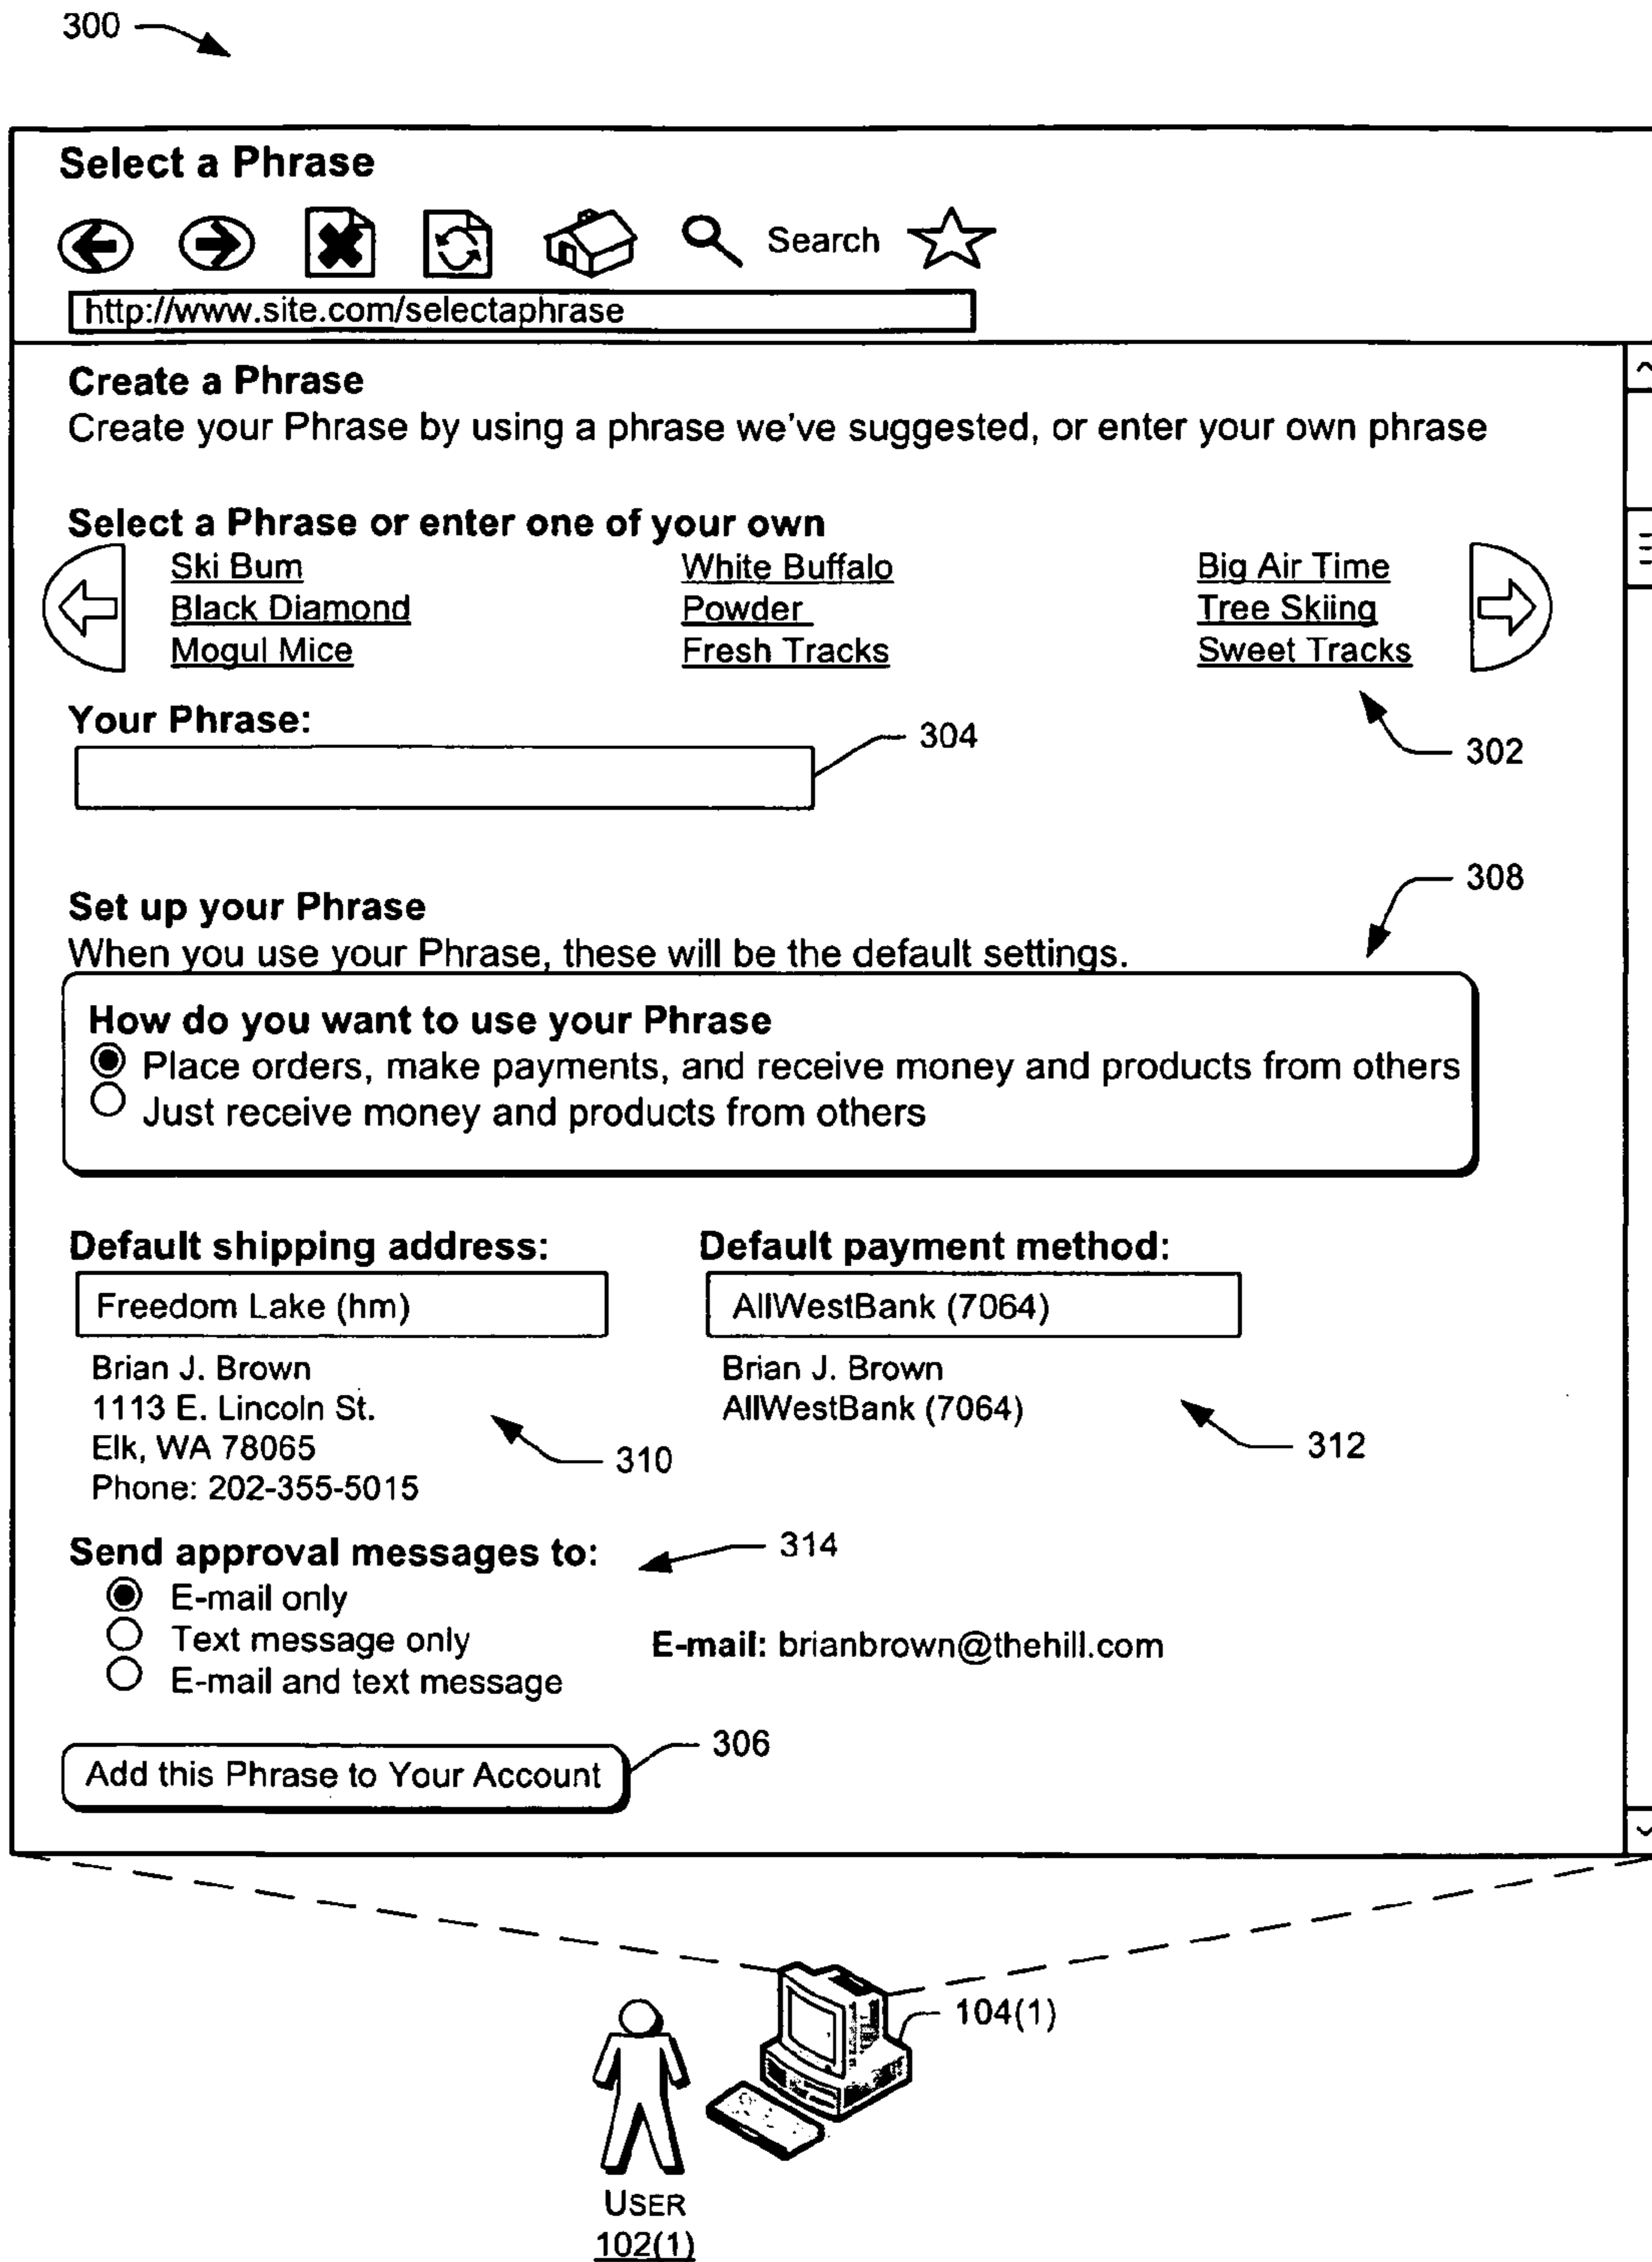 300
Select a Phrase
Search
http://www.site.com/selectaphrase
Create a Phrase
Create your Phrase by using a phrase we've suggested, or enter your own phrase
Select a Phrase or enter one of your own
Ski Bum White Buffalo Big Air Time
Black Diamond Powder Tree Skiing
Mogul Mice Fresh Tracks Sweet Tracks
Your Phrase:
304
302
308
Set up your Phrase
When you use your Phrase, these will be the default settings.
How do you want to use your Phrase
Place orders, make payments, and receive money and products from others
Just receive money and products from others
Default shipping address: Default payment method:
Freedom Lake (hm) AllWestBank (7064)
Brian J. Brown Brian J. Brown
1113 E. Lincoln St. AllWestBank (7064)
Elk, WA 78065
310
312
Phone: 202-355-5015
Send approval messages to: 314
E-mail only
Text message only E-mail: brianbrown@thehill.com
E-mail and text message
306
Add this Phrase to Your Account
104(1)
USER
102(1)